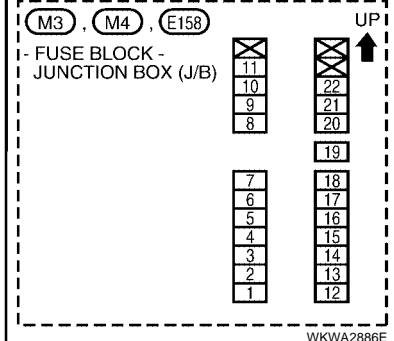 M3 , M4 , E158
UP
- FUSE BLOCK -
JUNCTION BOX (J/B)
11
10 22
9 21
8 20
19
7 18
6 17
5 16
4 15
3 14
2 13
1 12
WKWA2886E